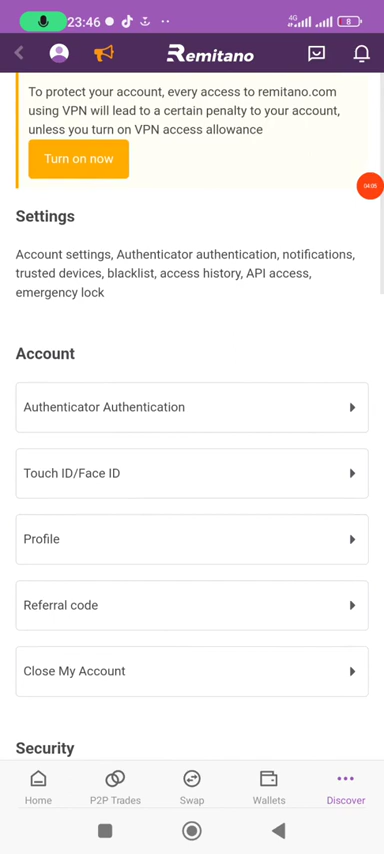 23:46
4G
8
Remitano
To protect your account, every access to remitano.com
using VPN will lead to a certain penalty to your account,
unless you turn on VPN access allowance
Turn on now
04:05
Settings
Account settings, Authenticator authentication, notifications,
trusted devices, blacklist, access history, API access,
emergency lock
Account
Authenticator Authentication
Touch ID/Face ID
Profile
Referral code
Close My Account
Security
Home
P2P Trades
Swap
Wallets
Discover